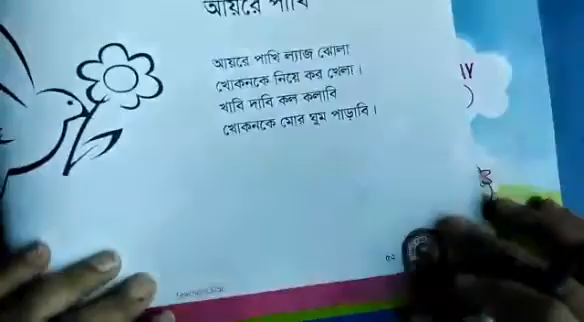 আয়রে পাখি
আয়রে পাখি ল্যাজ ঝোলা
খোকনকে নিয়ে কর খেলা।
খাবি দাবি কল কলাবি
খোকনকে মোর ঘুম পাড়াবি।